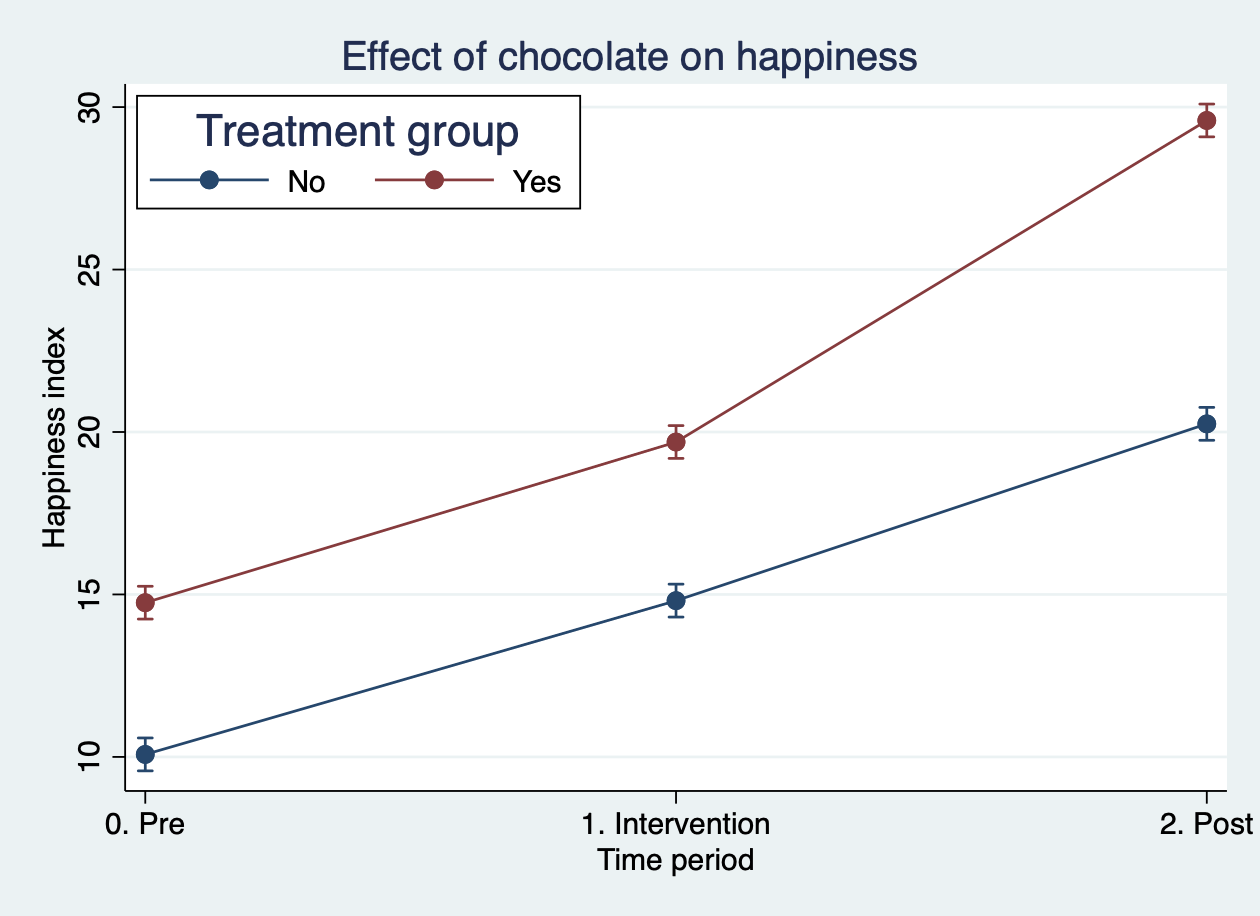 Effect of chocolate on happiness
Treatment group
No Yes
30
25
20
15
10
Happiness index
0. Pre 1. Intervention 2. Post
Time period